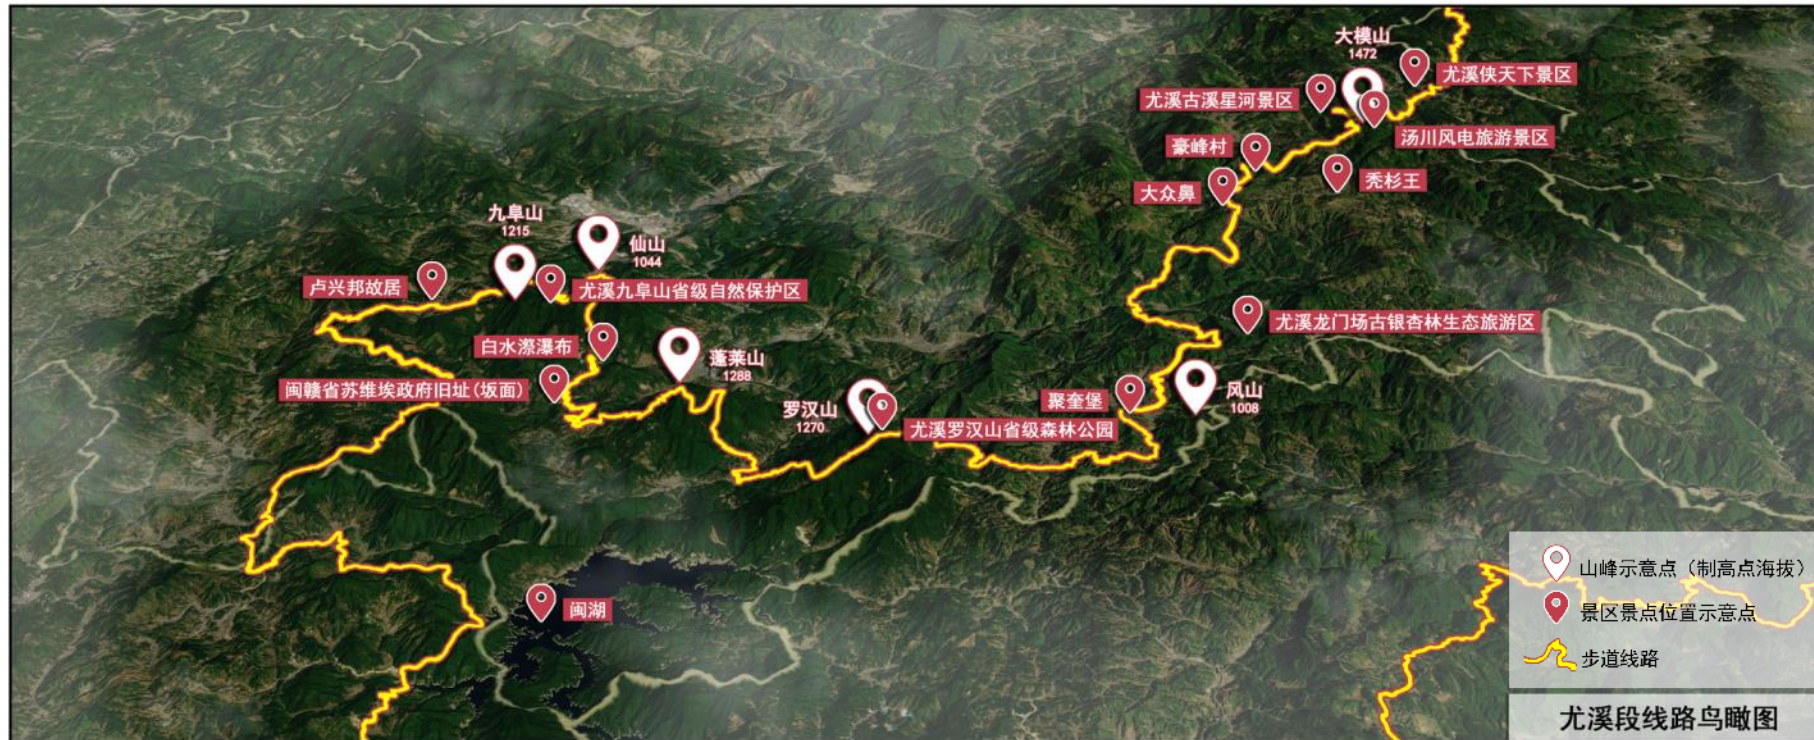 大模山
1472
尤溪侠天下景区
尤溪古溪星河景区
汤川风电旅游景区
豪峰村
秃杉王
大众鼻
九阜山
1215
仙山
1044
卢兴邦故居
尤溪九阜山省级自然保护区
尤溪龙门场古银杏林生态旅游区
白水漈瀑布
蓬莱山
1288
闽赣省苏维埃政府旧址(坂面)
聚奎堡
风山
1008
罗汉山
1270
尤溪罗汉山省级森林公园
闽湖
山峰示意点（制高点海拔）
景区景点位置示意点
步道线路
尤溪段线路鸟瞰图